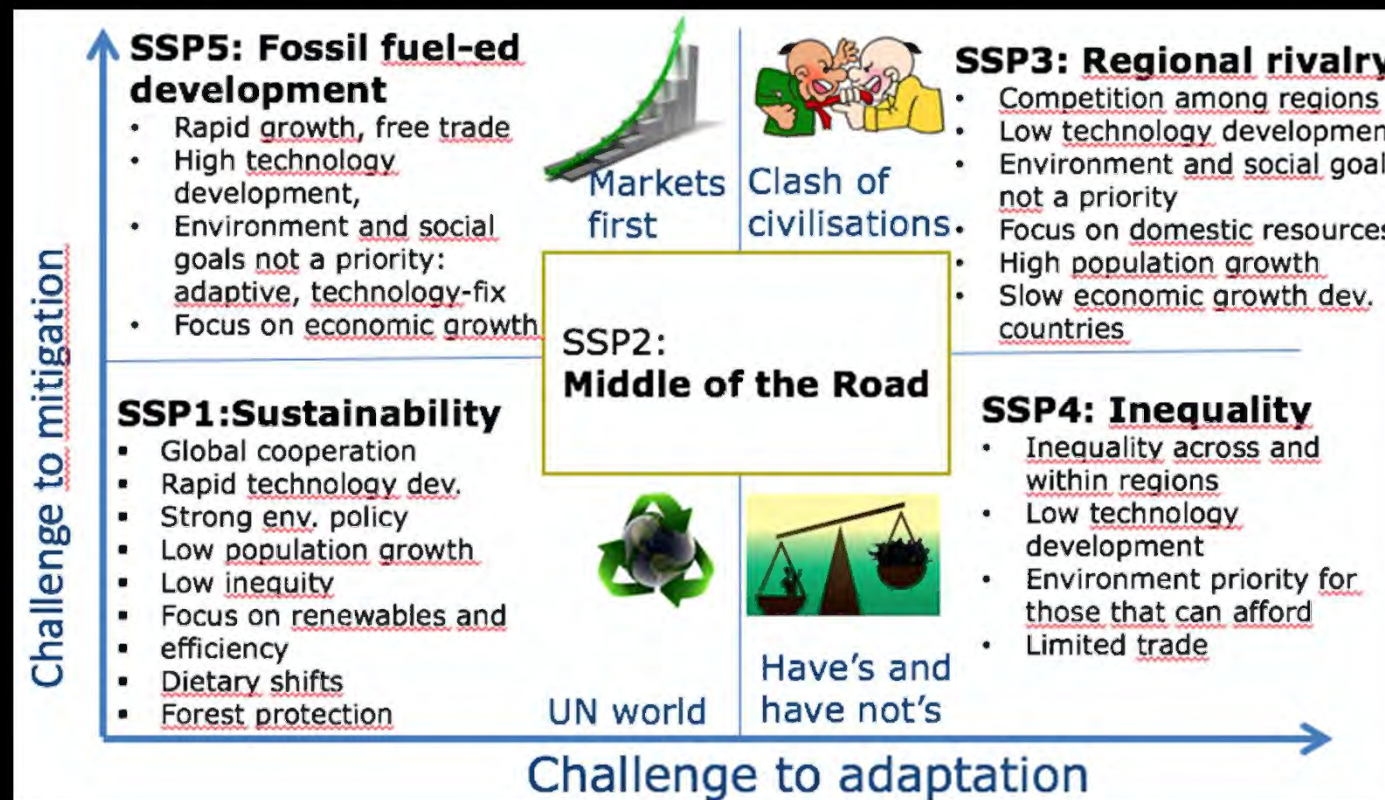 SSP5: Fossil fuel-ed
development
• Rapid growth, free trade
• High technology
development,
• Environment and social
goals not a priority:
adaptive, technology-fix
• Focus on economic growth
Markets
first
Clash of
civilisations
SSP3: Regional rivalry
• Competition among regions
• Low technology developmen
• Environment and social goal
not a priority
• Focus on domestic resources
• High population growth
• Slow economic growth dev.
countries
SSP2:
Middle of the Road
SSP1:Sustainability
▪ Global cooperation
▪ Rapid technology dev.
▪ Strong env. policy
▪ Low population growth
▪ Low inequity
▪ Focus on renewables and
▪ efficiency
▪ Dietary shifts
▪ Forest protection
UN world
Have's and
have not's
SSP4: Inequality
• Inequality across and
within regions
• Low technology
development
• Environment priority for
those that can afford
• Limited trade
Challenge to mitigation
Challenge to adaptation